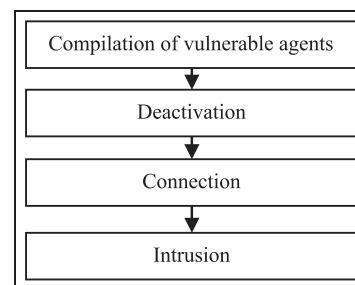 Compilation of vulnerable agents
Deactivation
Connection
Intrusion